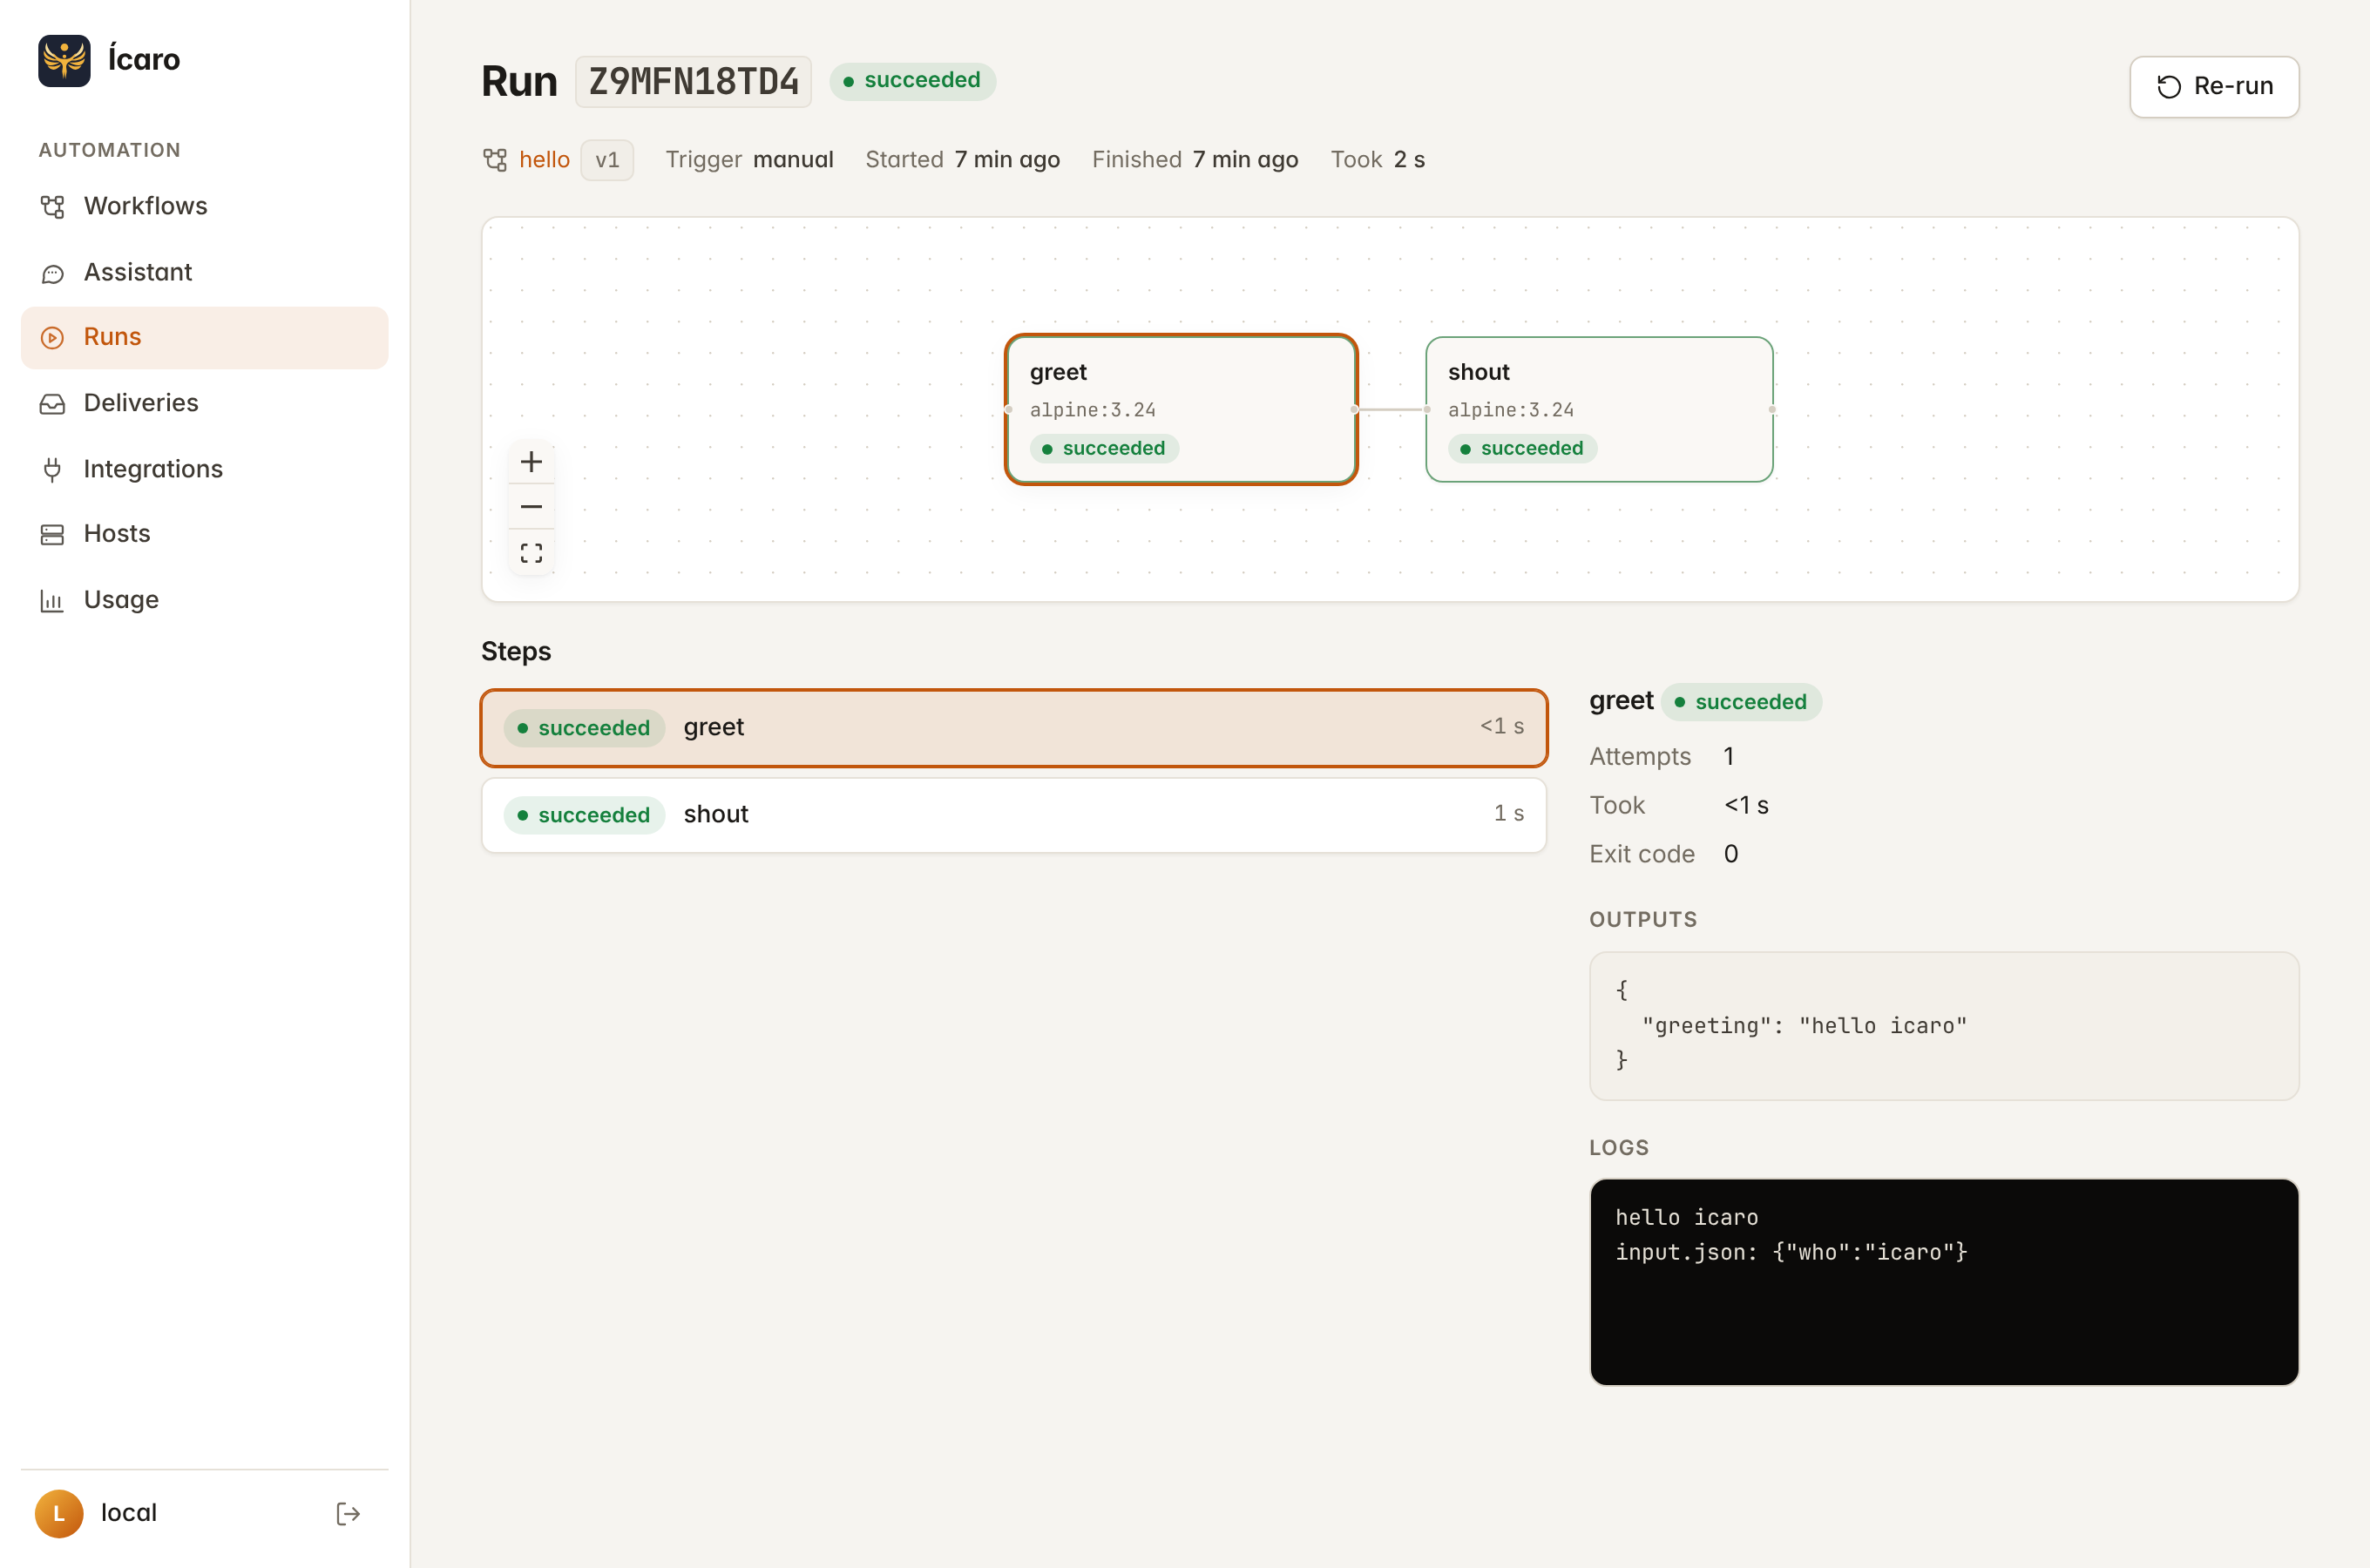 Ícaro
AUTOMATION
Workflows
Assistant
Runs
Deliveries
Integrations
Hosts
Usage
L local
Run Z9MFN18TD4 succeeded
Re-run
hello v1 Trigger manual Started 7 min ago Finished 7 min ago Took 2 s
greet
alpine:3.24
succeeded
shout
alpine:3.24
succeeded
Steps
succeeded greet <1 s
succeeded shout 1 s
greet succeeded
Attempts 1
Took <1 s
Exit code 0
OUTPUTS
{
  "greeting": "hello icaro"
}
LOGS
hello icaro
input.json: {"who":"icaro"}